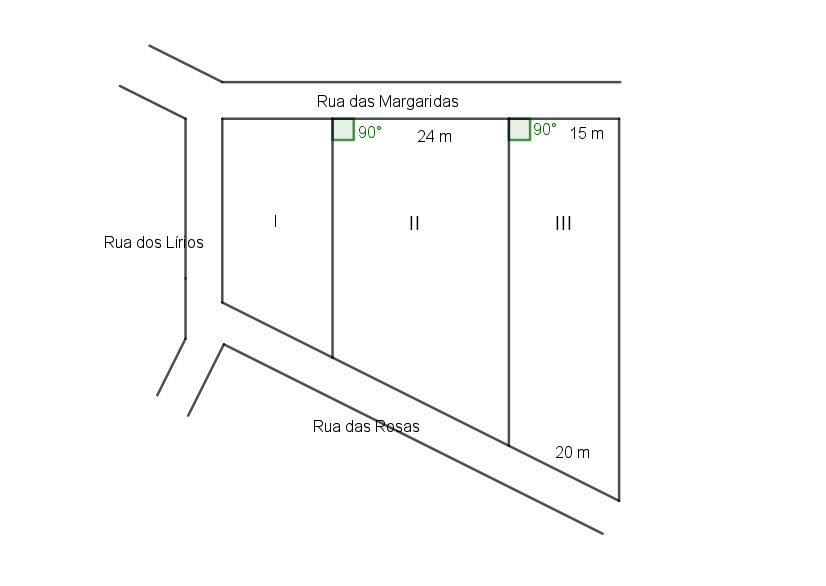 Rua das Margaridas
90°
24 m
90°
15 m
I
II
III
Rua dos Lírios
Rua das Rosas
20 m